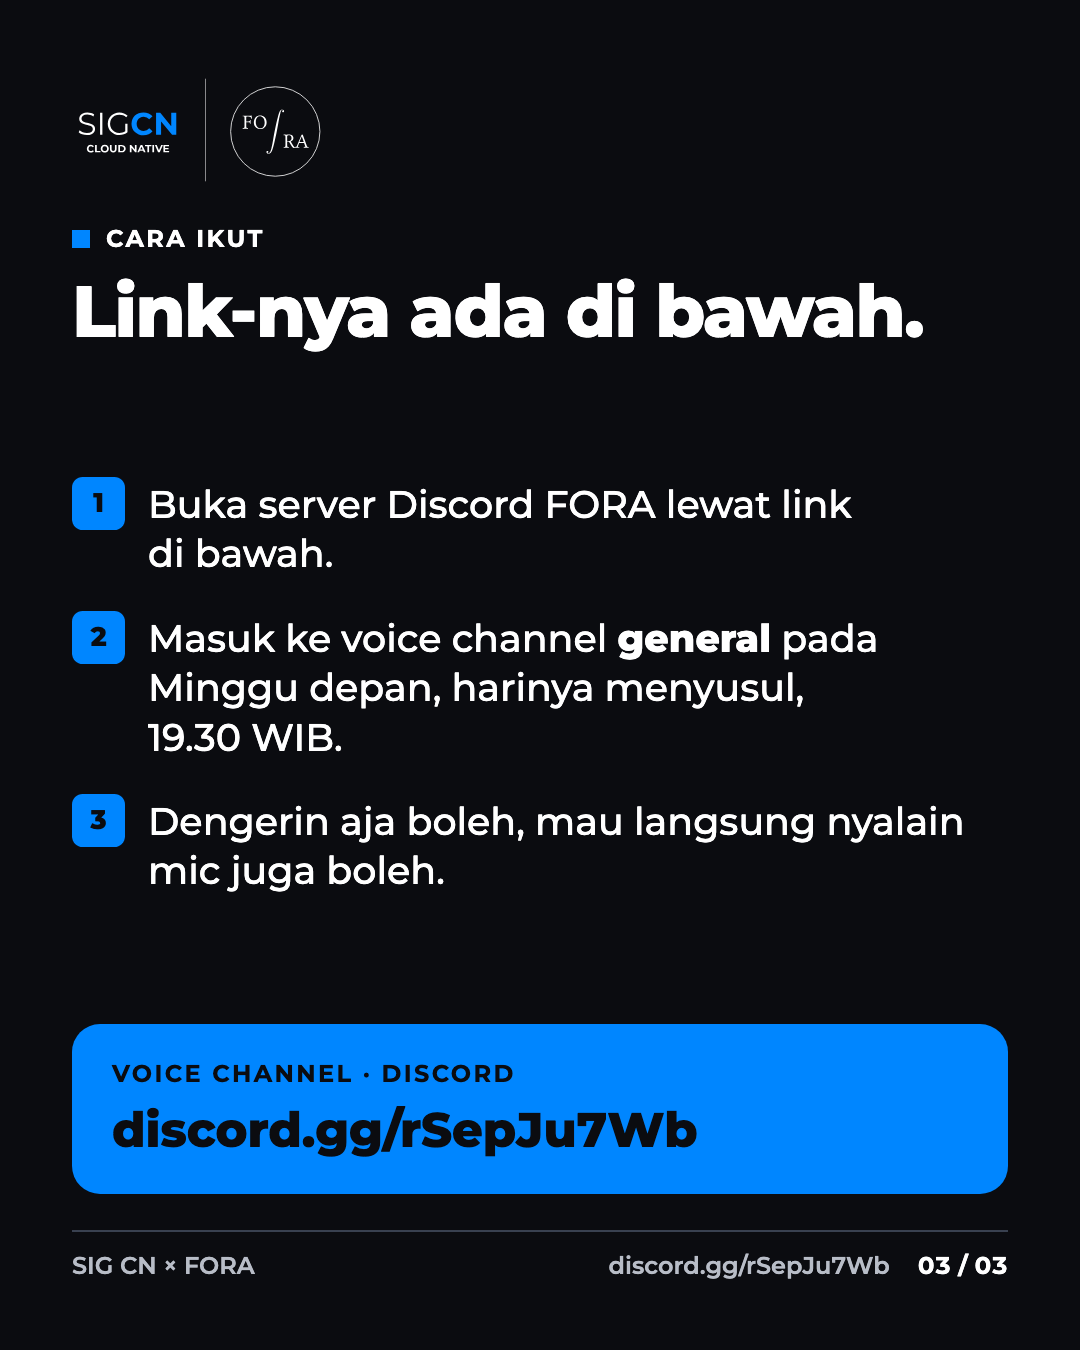 SIGCN
CLOUD NATIVE
FO
RA
CARA IKUT
Link-nya ada di bawah.
1
Buka server Discord FORA lewat link
di bawah.
2
Masuk ke voice channel general pada
Minggu depan, harinya menyusul,
19.30 WIB.
3
Dengerin aja boleh, mau langsung nyalain
mic juga boleh.
VOICE CHANNEL · DISCORD
discord.gg/rSepJu7Wb
SIG CN × FORA
discord.gg/rSepJu7Wb 03 / 03